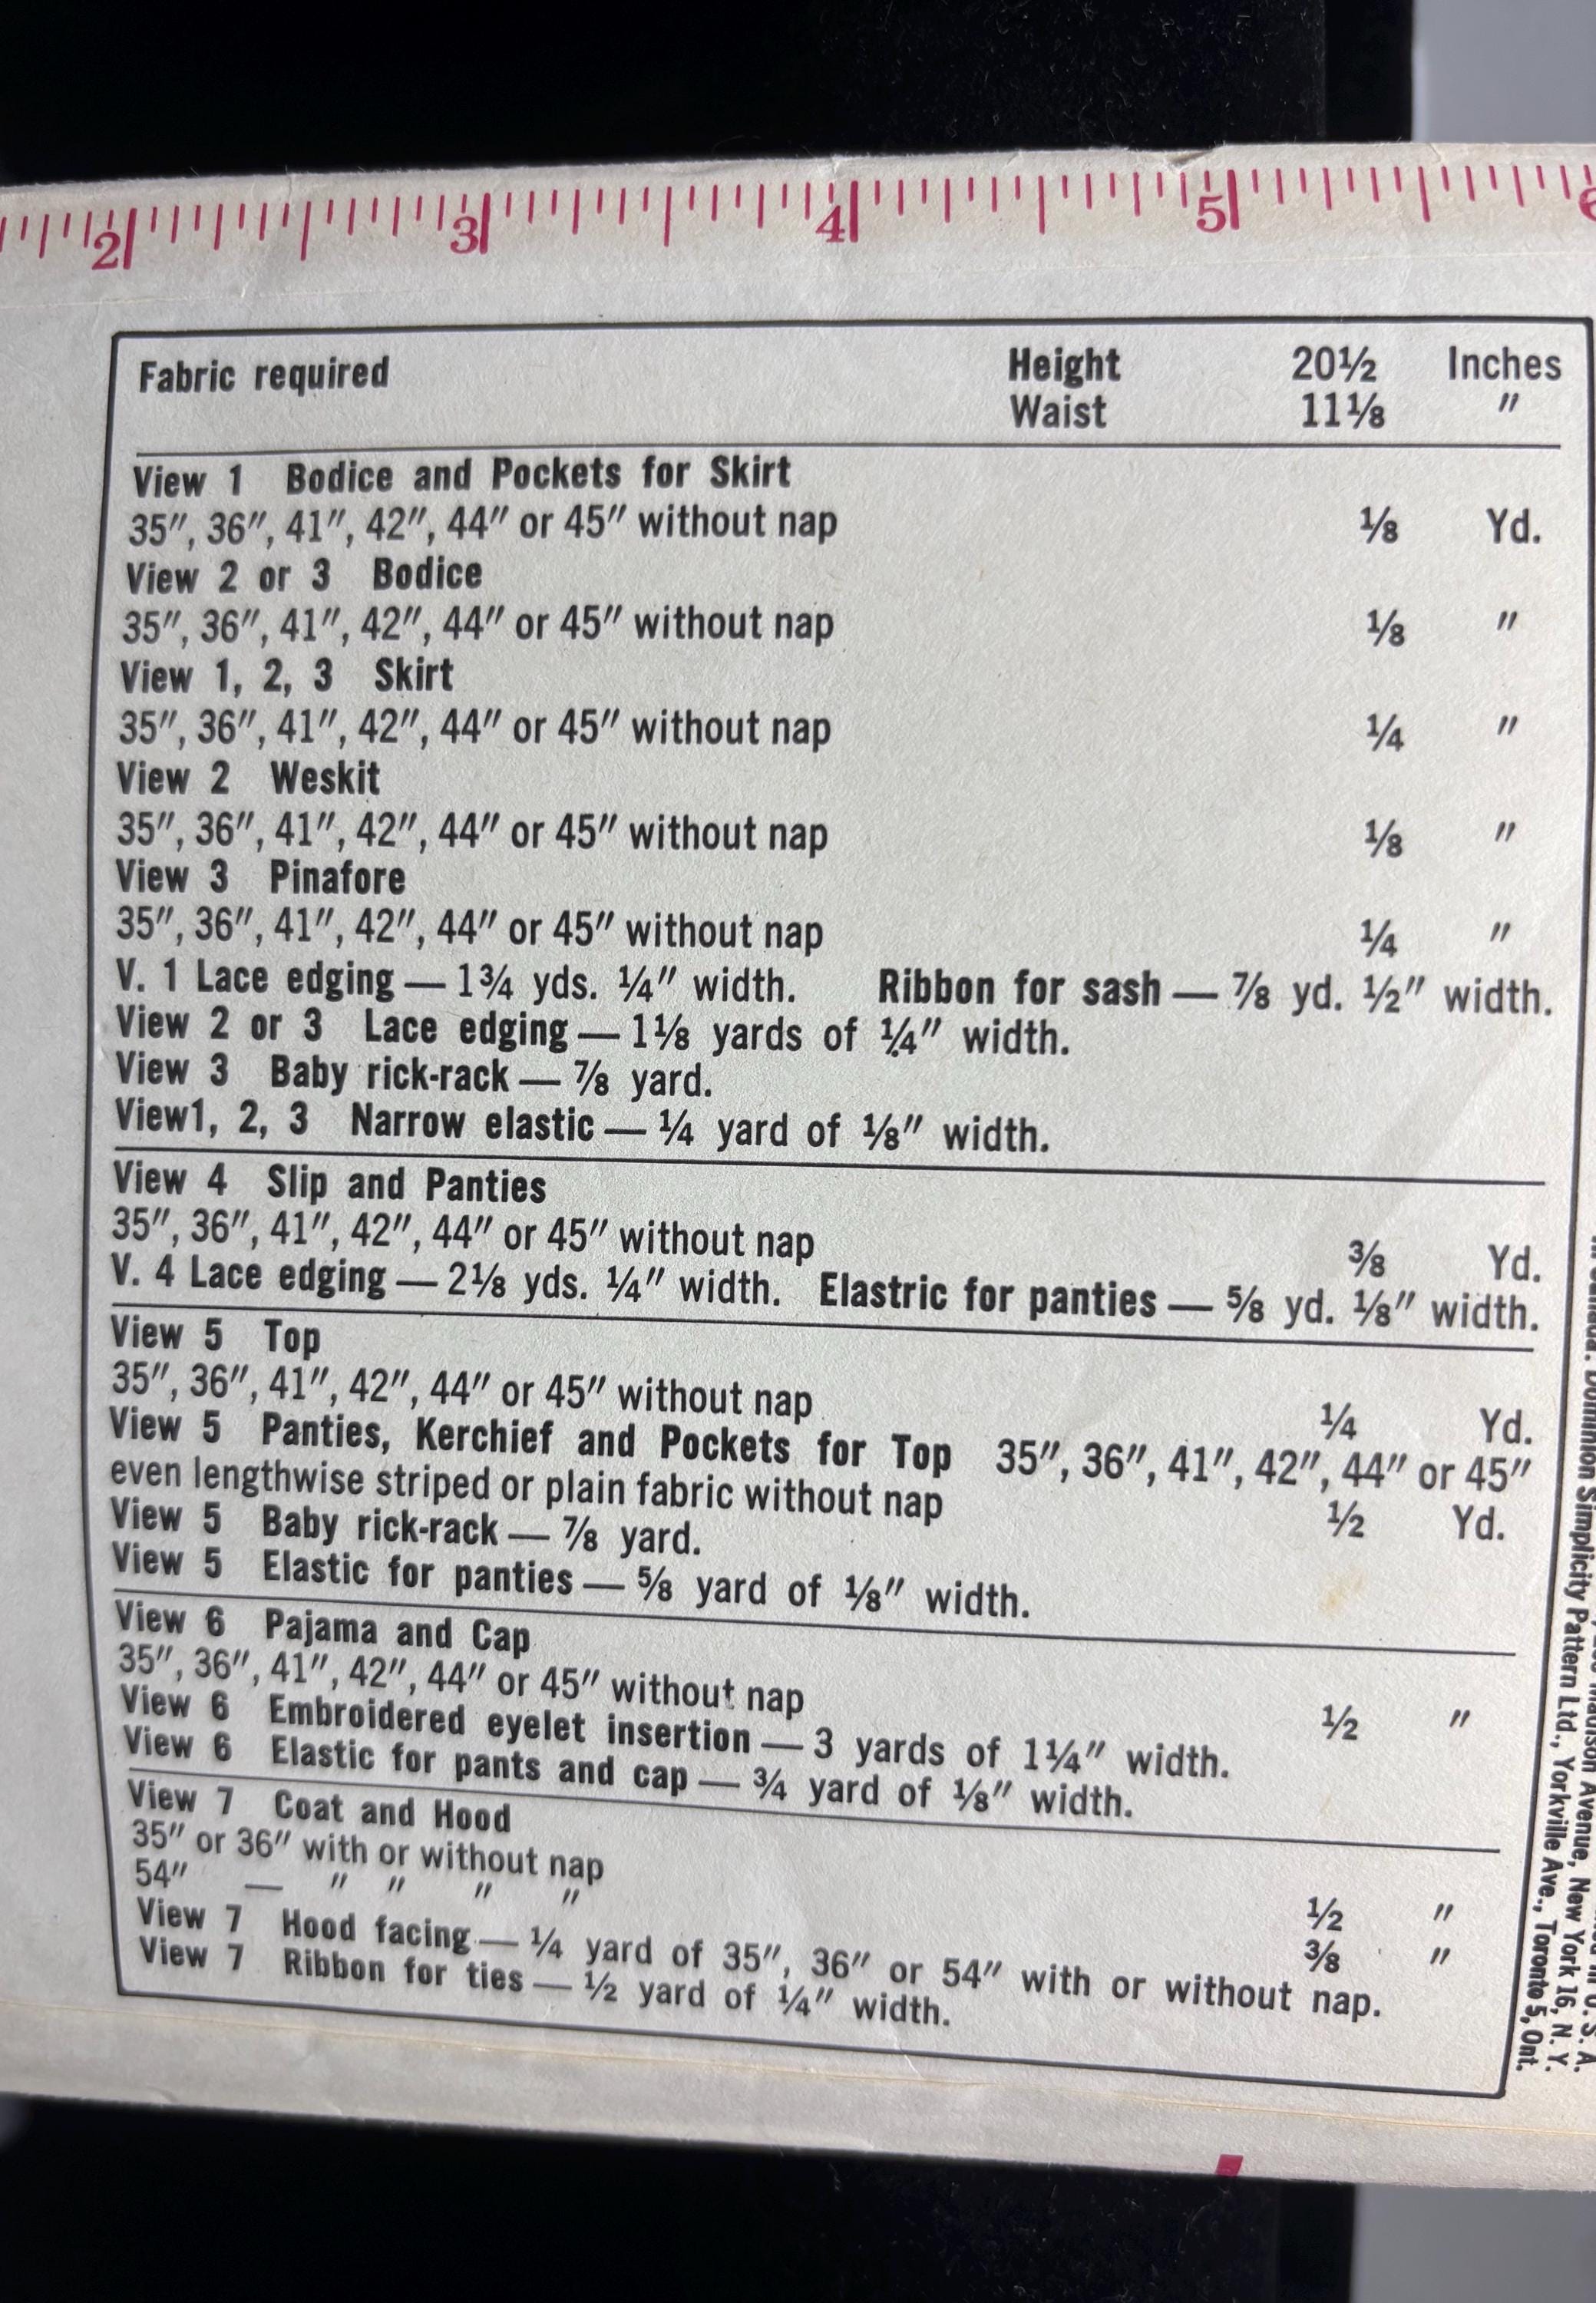 2 3 4 5
Fabric required Height 20½ Inches
Waist 11⅛ ″
View 1 Bodice and Pockets for Skirt
35″, 36″, 41″, 42″, 44″ or 45″ without nap ⅛ Yd.
View 2 or 3 Bodice
35″, 36″, 41″, 42″, 44″ or 45″ without nap ⅛ ″
View 1, 2, 3 Skirt
35″, 36″, 41″, 42″, 44″ or 45″ without nap ¼ ″
View 2 Weskit
35″, 36″, 41″, 42″, 44″ or 45″ without nap ⅛ ″
View 3 Pinafore
35″, 36″, 41″, 42″, 44″ or 45″ without nap ¼ ″
V. 1 Lace edging — 1¾ yds. ¼″ width. Ribbon for sash — ⅞ yd. ½″ width.
View 2 or 3 Lace edging — 1⅛ yards of ¼″ width.
View 3 Baby rick-rack — ⅞ yard.
View1, 2, 3 Narrow elastic — ¼ yard of ⅛″ width.
View 4 Slip and Panties
35″, 36″, 41″, 42″, 44″ or 45″ without nap ⅜ Yd.
V. 4 Lace edging — 2⅛ yds. ¼″ width. Elastric for panties — ⅝ yd. ⅛″ width.
View 5 Top
35″, 36″, 41″, 42″, 44″ or 45″ without nap ¼ Yd.
View 5 Panties, Kerchief and Pockets for Top 35″, 36″, 41″, 42″, 44″ or 45″
even lengthwise striped or plain fabric without nap ½ Yd.
View 5 Baby rick-rack — ⅞ yard.
View 5 Elastic for panties — ⅝ yard of ⅛″ width.
View 6 Pajama and Cap
35″, 36″, 41″, 42″, 44″ or 45″ without nap ½ ″
View 6 Embroidered eyelet insertion — 3 yards of 1¼″ width.
View 6 Elastic for pants and cap — ¾ yard of ⅛″ width.
View 7 Coat and Hood
35″ or 36″ with or without nap ½ ″
54″ — ″ ″ ″ ″ ⅜ ″
View 7 Hood facing — ¼ yard of 35″, 36″ or 54″ with or without nap.
View 7 Ribbon for ties — ½ yard of ¼″ width.
U. S. A.
Madison Avenue, New York 16, N. Y.
Dominion Simplicity Pattern Ltd., Yorkville Ave., Toronto 5, Ont.